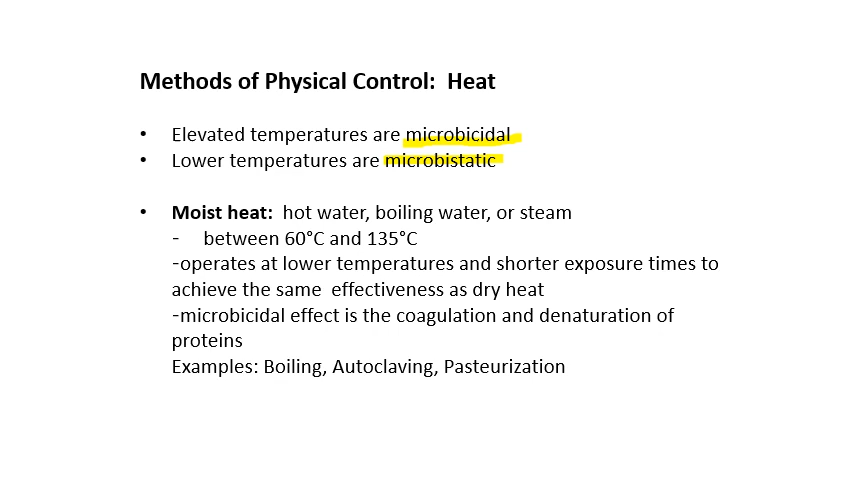 Methods of Physical Control:  Heat
• Elevated temperatures are microbicidal
• Lower temperatures are microbistatic
• Moist heat:  hot water, boiling water, or steam
-    between 60°C and 135°C
-operates at lower temperatures and shorter exposure times to
achieve the same  effectiveness as dry heat
-microbicidal effect is the coagulation and denaturation of
proteins
Examples: Boiling, Autoclaving, Pasteurization